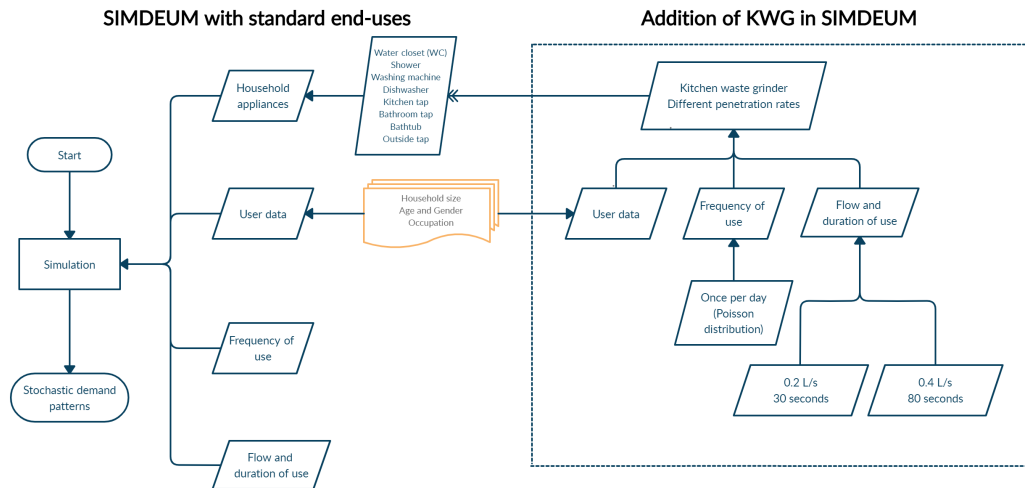 SIMDEUM with standard end-uses
Addition of KWG in SIMDEUM
Start
Simulation
Stochastic demand
patterns
Household
appliances
User data
Frequency of
use
Flow and
duration of use
Water closet (WC)
Shower
Washing machine
Dishwasher
Kitchen tap
Bathroom tap
Bathtub
Outside tap
Household size
Age and Gender
Occupation
Kitchen waste grinder
Different penetration rates
User data
Frequency of
use
Flow and
duration of use
Once per day
(Poisson
distribution)
0.2 L/s
30 seconds
0.4 L/s
80 seconds